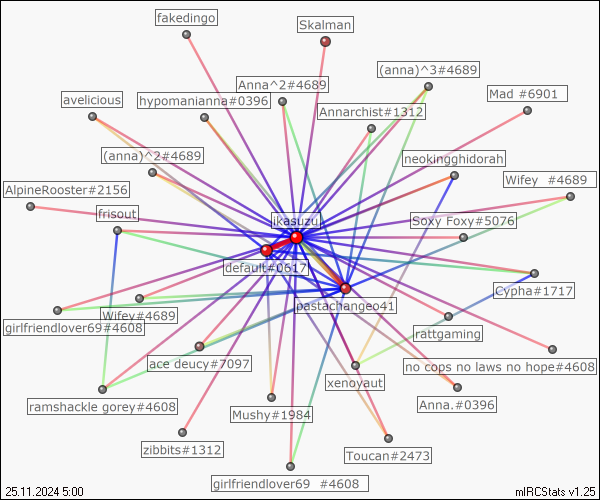 fakedingo
Skalman
(anna)^3#4689
Anna^2#4689
avelicious
hypomanianna#0396
Mad #6901
Annarchist#1312
(anna)^2#4689
neokingghidorah
Wifey #4689
AlpineRooster#2156
frisout
ikasuzu
Soxy Foxy#5076
default#0617
Cypha#1717
pastachangeo41
Wifey#4689
girlfriendlover69#4608
rattgaming
ace deucy#7097
no cops no laws no hope#4608
xenoyaut
ramshackle gorey#4608
Anna.#0396
Mushy#1984
zibbits#1312
Toucan#2473
girlfriendlover69 #4608
25.11.2024 5:00
mIRCStats v1.25